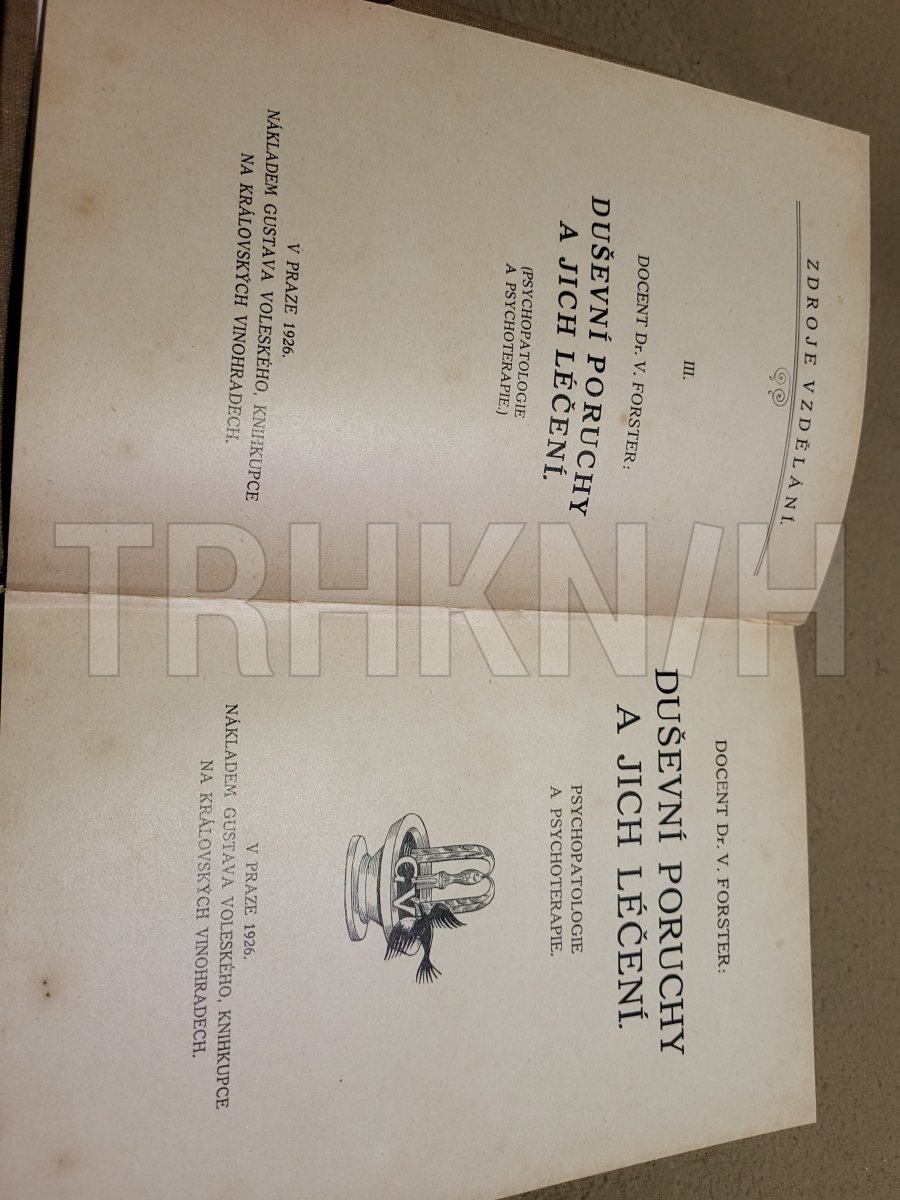 ZDROJE VZDĚLÁNÍ.
III.
DOCENT Dr. V. FORSTER:
DUŠEVNÍ PORUCHY
A JICH LÉČENÍ.
(PSYCHOPATOLOGIE
A PSYCHOTERAPIE.)
V PRAZE 1926.
NÁKLADEM GUSTAVA VOLESKÉHO, KNIHKUPCE
NA KRÁLOVSKÝCH VINOHRADECH.
DOCENT Dr. V. FORSTER:
DUŠEVNÍ PORUCHY
A JICH LÉČENÍ.
PSYCHOPATOLOGIE
A PSYCHOTERAPIE.
GV
V PRAZE 1926.
NÁKLADEM GUSTAVA VOLESKÉHO, KNIHKUPCE
NA KRÁLOVSKÝCH VINOHRADECH.
TRHKN/H